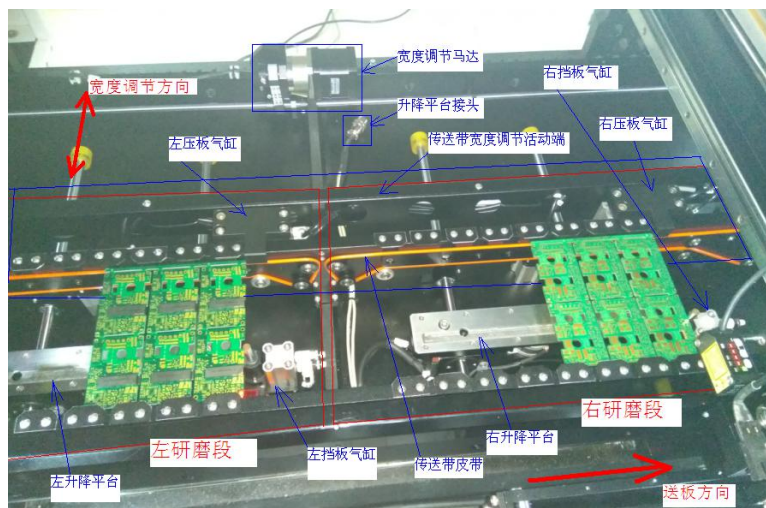 宽度调节马达
右挡板气缸
宽度调节方向
升降平台接头
右压板气缸
左压板气缸
传送带宽度调节活动端
右研磨段
左研磨段
右升降平台
左挡板气缸
传送带皮带
左升降平台
送板方向